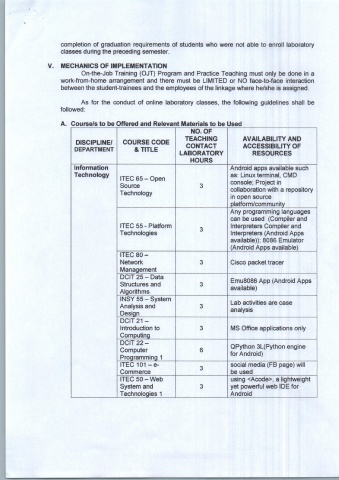 completion of graduation requirements of students who were not able to enroll laboratory
classes during the preceding semester.
V. MECHANICS OF IMPLEMENTATION
On-the-Job Training (OJT) Program and Practice Teaching must only be done in a
work-from-home arrangement and there must be LIMITED or NO face-to-face interaction
between the student-trainees and the employees of the linkage where he/she is assigned.
As for the conduct of online laboratory classes, the following guidelines shall be
followed:
A. Course/s to be Offered and Relevant Materials to be Used
DISCIPLINE/
DEPARTMENT
COURSE CODE
& TITLE
NO. OF
TEACHING
CONTACT
LABORATORY
HOURS
AVAILABILITY AND
ACCESSIBILITY OF
RESOURCES
Information
Technology
ITEC 65 – Open
Source
Technology
3
Android apps available such
as: Linux terminal, CMD
console; Project in
collaboration with a repository
in open source
platform/community
ITEC 55 - Platform
Technologies
3
Any programming languages
can be used (Compiler and
Interpreters Compiler and
Interpreters (Android Apps
available)); 8086 Emulator
(Android Apps available)
ITEC 80 –
Network
Management
3
Cisco packet tracer
DCIT 25 – Data
Structures and
Algorithms
3
Emu8086 App (Android Apps
available)
INSY 55 – System
Analysis and
Design
3
Lab activities are case
analysis
DCIT 21 –
Introduction to
Computing
3
MS Office applications only
DCIT 22 –
Computer
Programming 1
6
QPython 3L(Python engine
for Android)
ITEC 101 – e-
Commerce
3
social media (FB page) will
be used
ITEC 50 – Web
System and
Technologies 1
3
using <Acode>, a lightweight
yet powerful web IDE for
Android